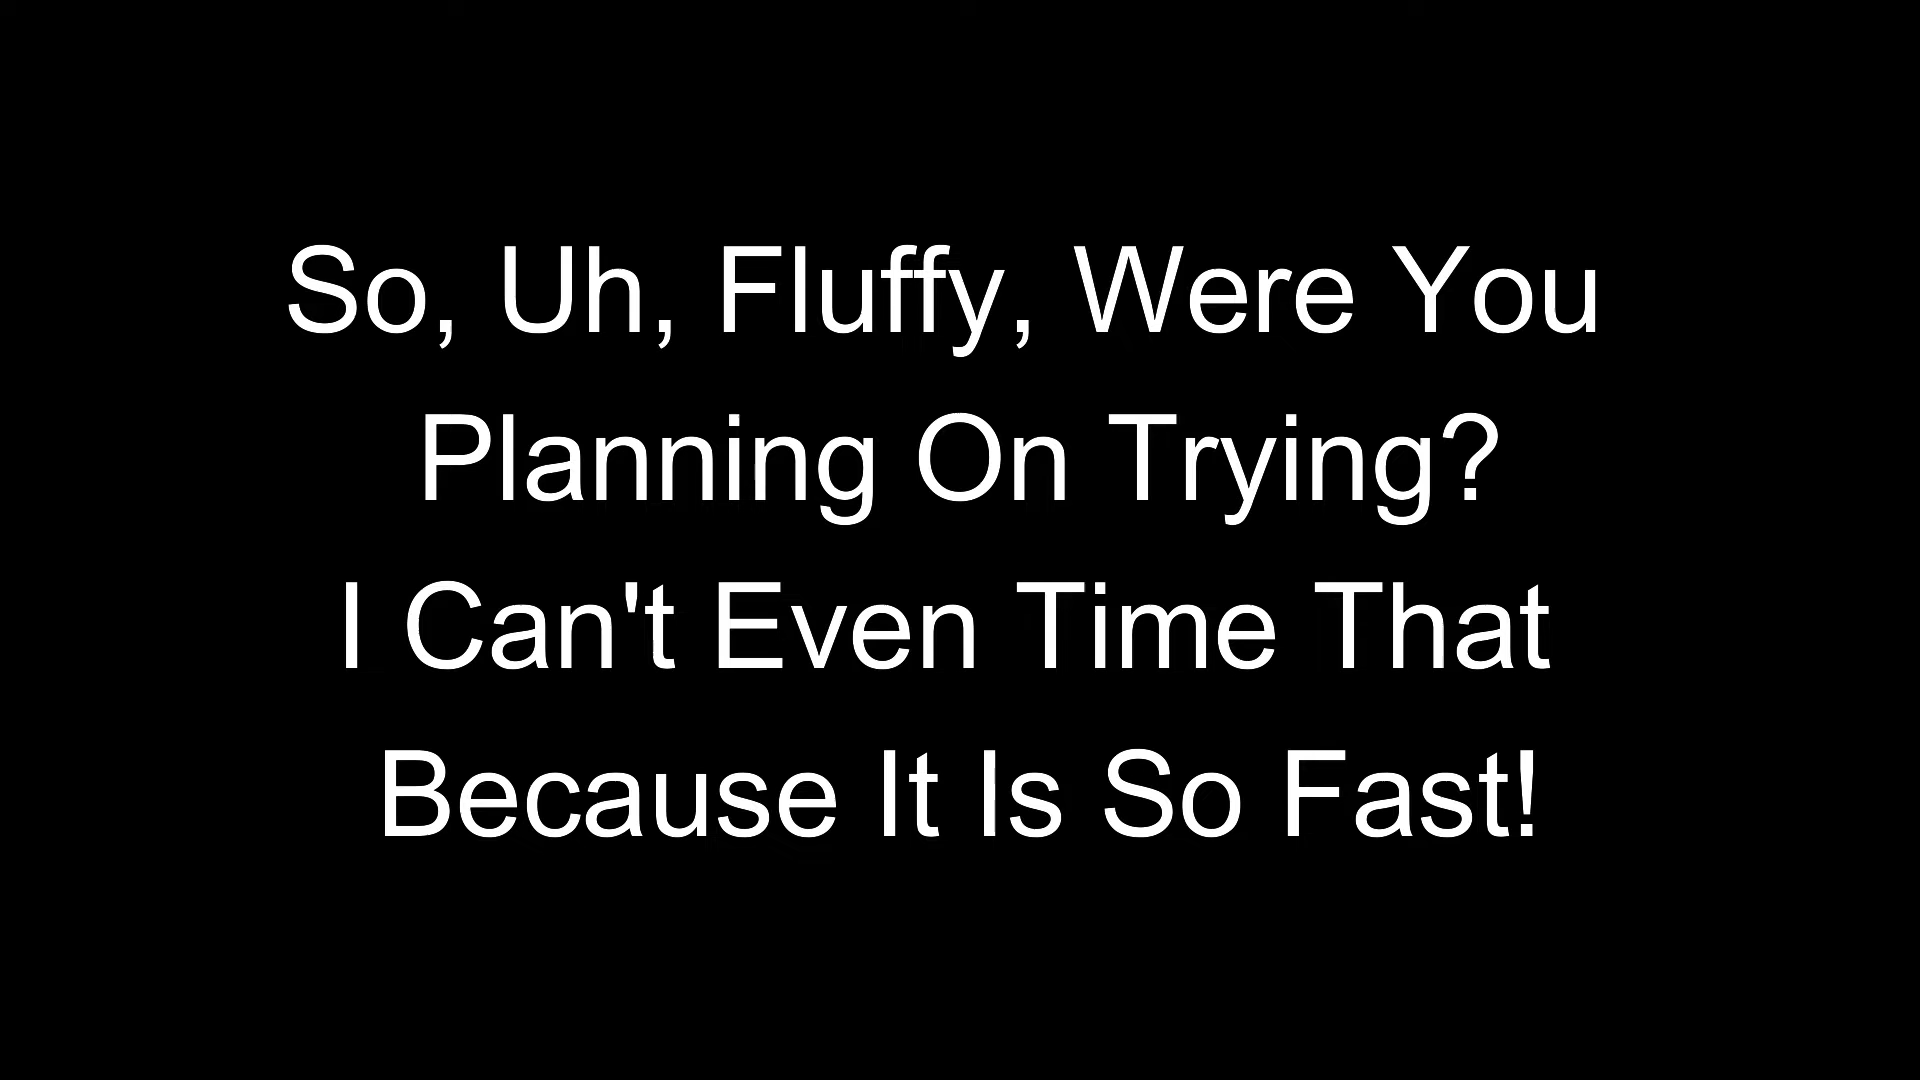 So, Uh, Fluffy, Were You
Planning On Trying?
I Can't Even Time That
Because It Is So Fast!